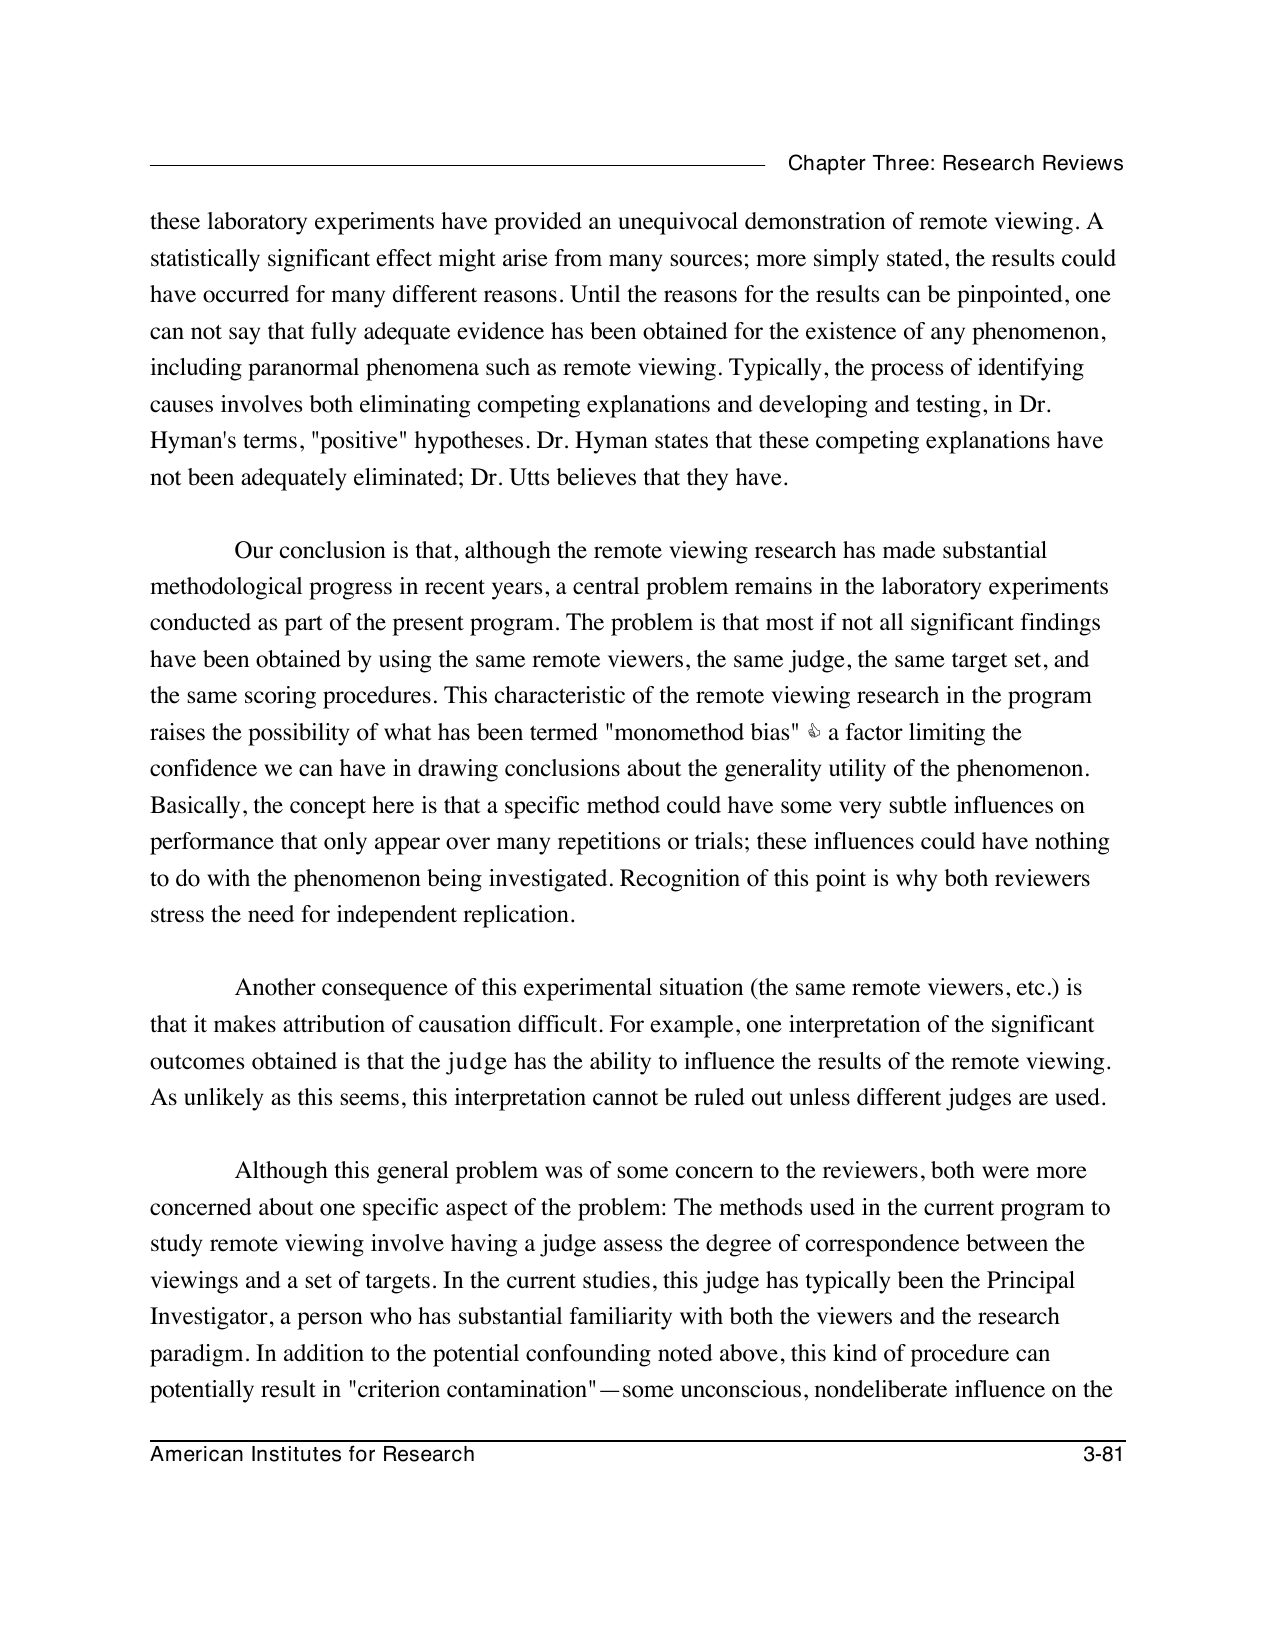 Chapter Three: Research Reviews
these laboratory experiments have provided an unequivocal demonstration of remote viewing. A
statistically significant effect might arise from many sources; more simply stated, the results could
have occurred for many different reasons. Until the reasons for the results can be pinpointed, one
can not say that fully adequate evidence has been obtained for the existence of any phenomenon,
including paranormal phenomena such as remote viewing. Typically, the process of identifying
causes involves both eliminating competing explanations and developing and testing, in Dr.
Hyman's terms, "positive" hypotheses. Dr. Hyman states that these competing explanations have
not been adequately eliminated; Dr. Utts believes that they have.
Our conclusion is that, although the remote viewing research has made substantial
methodological progress in recent years, a central problem remains in the laboratory experiments
conducted as part of the present program. The problem is that most if not all significant findings
have been obtained by using the same remote viewers, the same judge, the same target set, and
the same scoring procedures. This characteristic of the remote viewing research in the program
raises the possibility of what has been termed "monomethod bias" 👍 a factor limiting the
confidence we can have in drawing conclusions about the generality utility of the phenomenon.
Basically, the concept here is that a specific method could have some very subtle influences on
performance that only appear over many repetitions or trials; these influences could have nothing
to do with the phenomenon being investigated. Recognition of this point is why both reviewers
stress the need for independent replication.
Another consequence of this experimental situation (the same remote viewers, etc.) is
that it makes attribution of causation difficult. For example, one interpretation of the significant
outcomes obtained is that the judge has the ability to influence the results of the remote viewing.
As unlikely as this seems, this interpretation cannot be ruled out unless different judges are used.
Although this general problem was of some concern to the reviewers, both were more
concerned about one specific aspect of the problem: The methods used in the current program to
study remote viewing involve having a judge assess the degree of correspondence between the
viewings and a set of targets. In the current studies, this judge has typically been the Principal
Investigator, a person who has substantial familiarity with both the viewers and the research
paradigm. In addition to the potential confounding noted above, this kind of procedure can
potentially result in "criterion contamination"—some unconscious, nondeliberate influence on the
American Institutes for Research 3-81